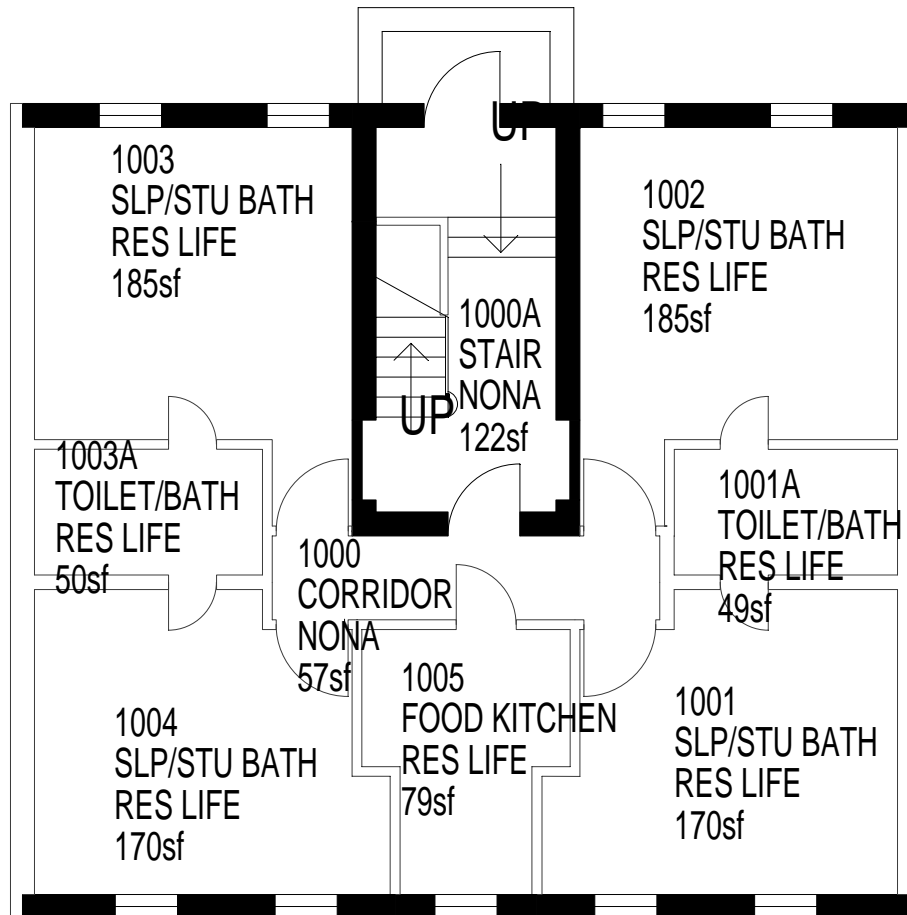 UP
1003
SLP/STU BATH
RES LIFE
185sf
1002
SLP/STU BATH
RES LIFE
185sf
1000A
STAIR
NONA
122sf
UP
1003A
TOILET/BATH
RES LIFE
50sf
1001A
TOILET/BATH
RES LIFE
49sf
1000
CORRIDOR
NONA
57sf
1005
FOOD KITCHEN
RES LIFE
79sf
1004
SLP/STU BATH
RES LIFE
170sf
1001
SLP/STU BATH
RES LIFE
170sf